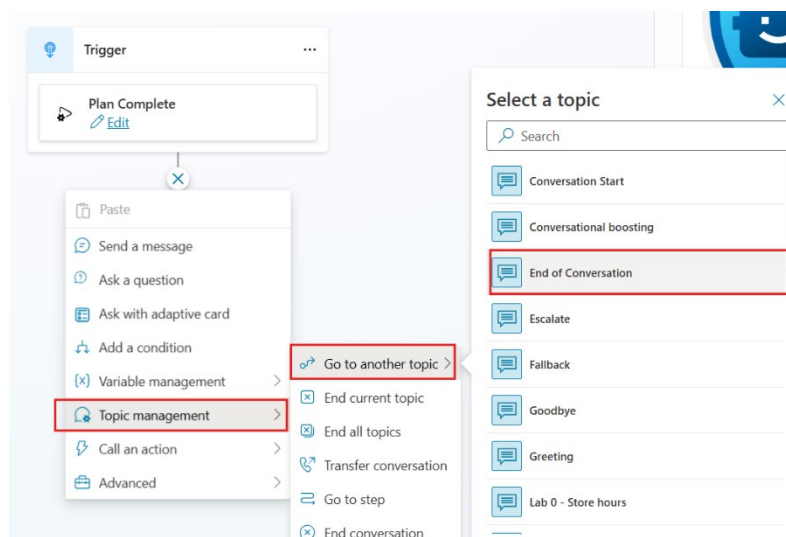 Trigger
...
Plan Complete
Edit
Paste
Send a message
Ask a question
Ask with adaptive card
Add a condition
{x} Variable management
Topic management
Call an action
Advanced
Go to another topic
End current topic
End all topics
Transfer conversation
Go to step
End conversation
Select a topic
Search
Conversation Start
Conversational boosting
End of Conversation
Escalate
Fallback
Goodbye
Greeting
Lab 0 - Store hours